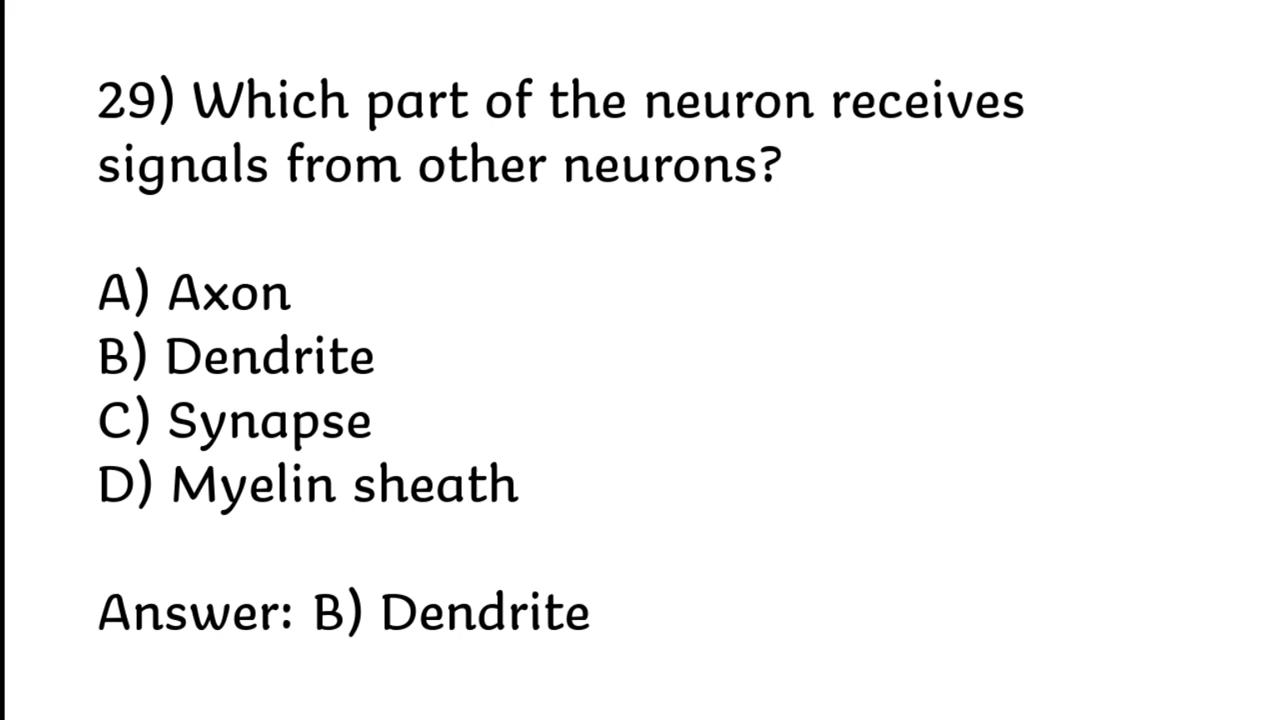 29) Which part of the neuron receives
signals from other neurons?
A) Axon
B) Dendrite
C) Synapse
D) Myelin sheath
Answer: B) Dendrite